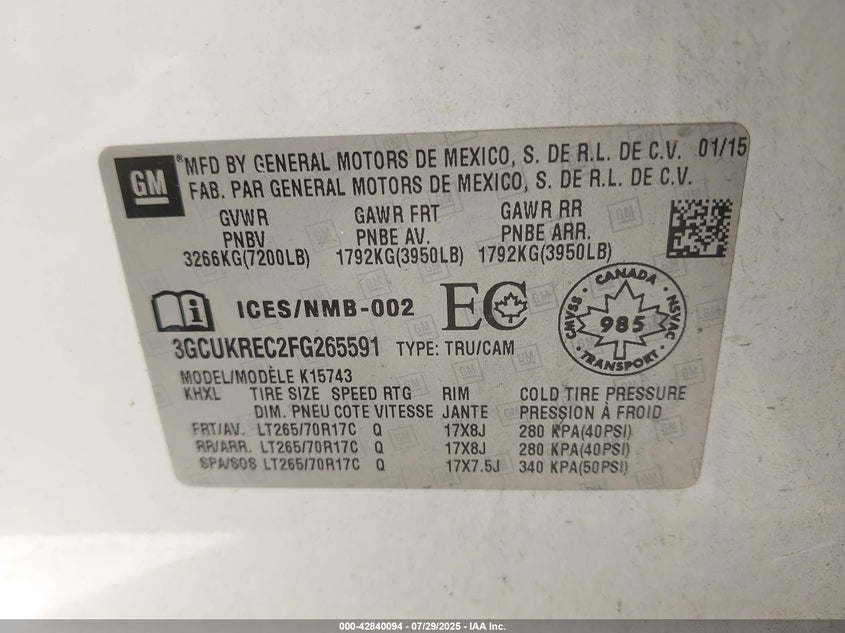 GM
®MFD BY GENERAL MOTORS DE MEXICO, S. DE R.L. DE C.V. 01/15
FAB. PAR GENERAL MOTORS DE MEXICO, S. DE R.L. DE C.V.
GVWR GAWR FRT GAWR RR
PNBV PNBE AV. PNBE ARR.
3266KG(7200LB) 1792KG(3950LB) 1792KG(3950LB)
ICES/NMB-002 EC
CANADA
CMVSS 985 NSVAC
TRANSPORT
3GCUKREC2FG265591 TYPE: TRU/CAM
MODEL/MODÈLE K15743
KHXL TIRE SIZE SPEED RTG RIM COLD TIRE PRESSURE
DIM. PNEU COTE VITESSE JANTE PRESSION À FROID
FRT/AV. LT265/70R17C Q 17X8J 280 KPA(40PSI)
RR/ARR. LT265/70R17C Q 17X8J 280 KPA(40PSI)
SPA/SOS LT265/70R17C Q 17X7.5J 340 KPA(50PSI)
000-42840094 - 07/29/2025 - IAA Inc.